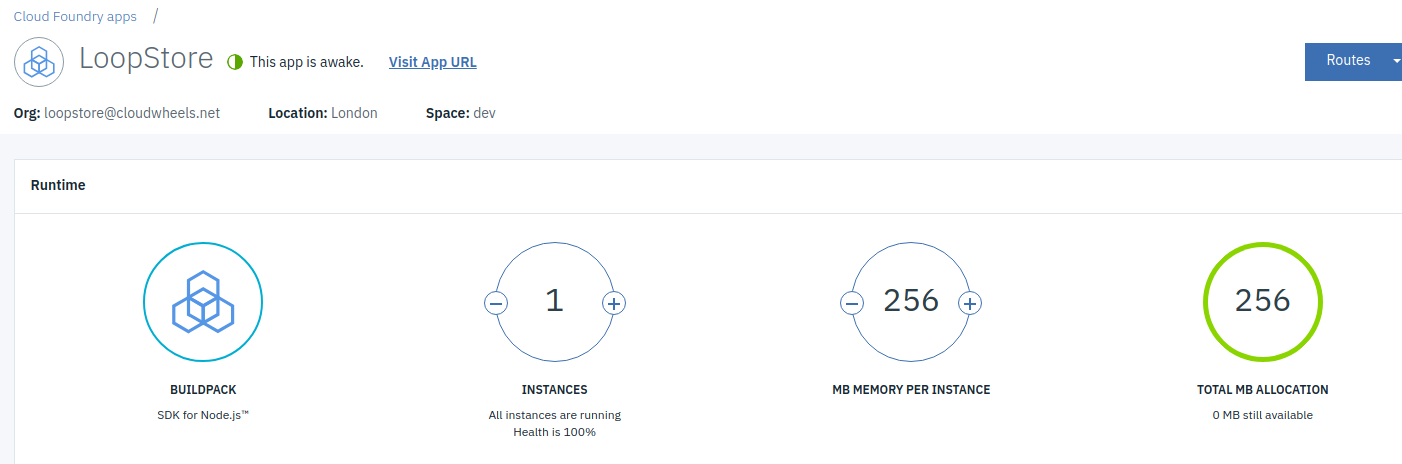 Cloud Foundry apps /
LoopStore This app is awake. Visit App URL
Routes
Org: loopstore@cloudwheels.net Location: London Space: dev
Runtime
1 256 256
BUILDPACK INSTANCES MB MEMORY PER INSTANCE TOTAL MB ALLOCATION
SDK for Node.js™ All instances are running 0 MB still available
Health is 100%